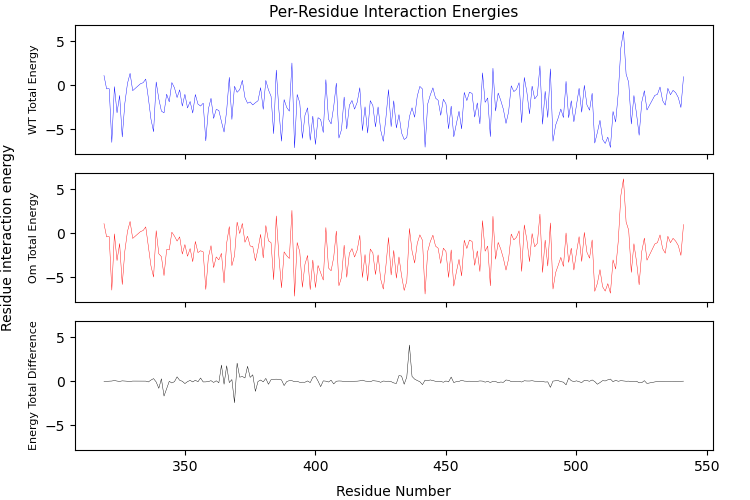 Per-Residue Interaction Energies
WT Total Energy
5
0
−5
Residue interaction energy
Om Total Energy
5
0
−5
Energy Total Difference
5
0
−5
350 400 450 500 550
Residue Number